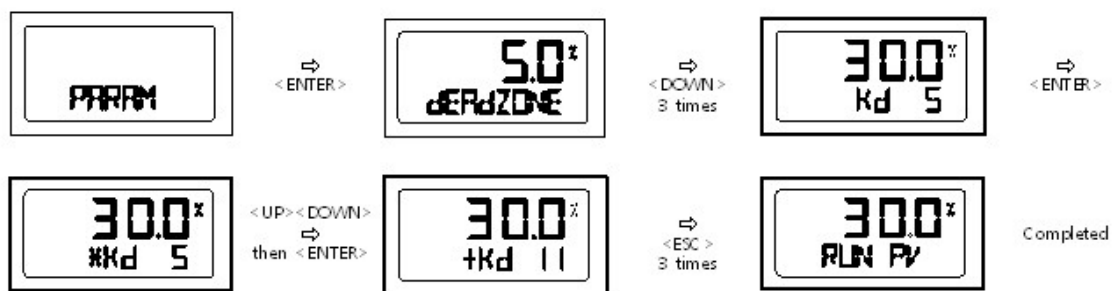 PARAM
⇨
<ENTER>
5.0%
dEAdZONE
⇨
<DOWN>
3 times
30.0%
Kd 5
⇨
<ENTER>
30.0%
*Kd 5
<UP><DOWN>
⇨
then <ENTER>
30.0%
+Kd 11
⇨
<ESC >
3 times
30.0%
RUN PV
Completed